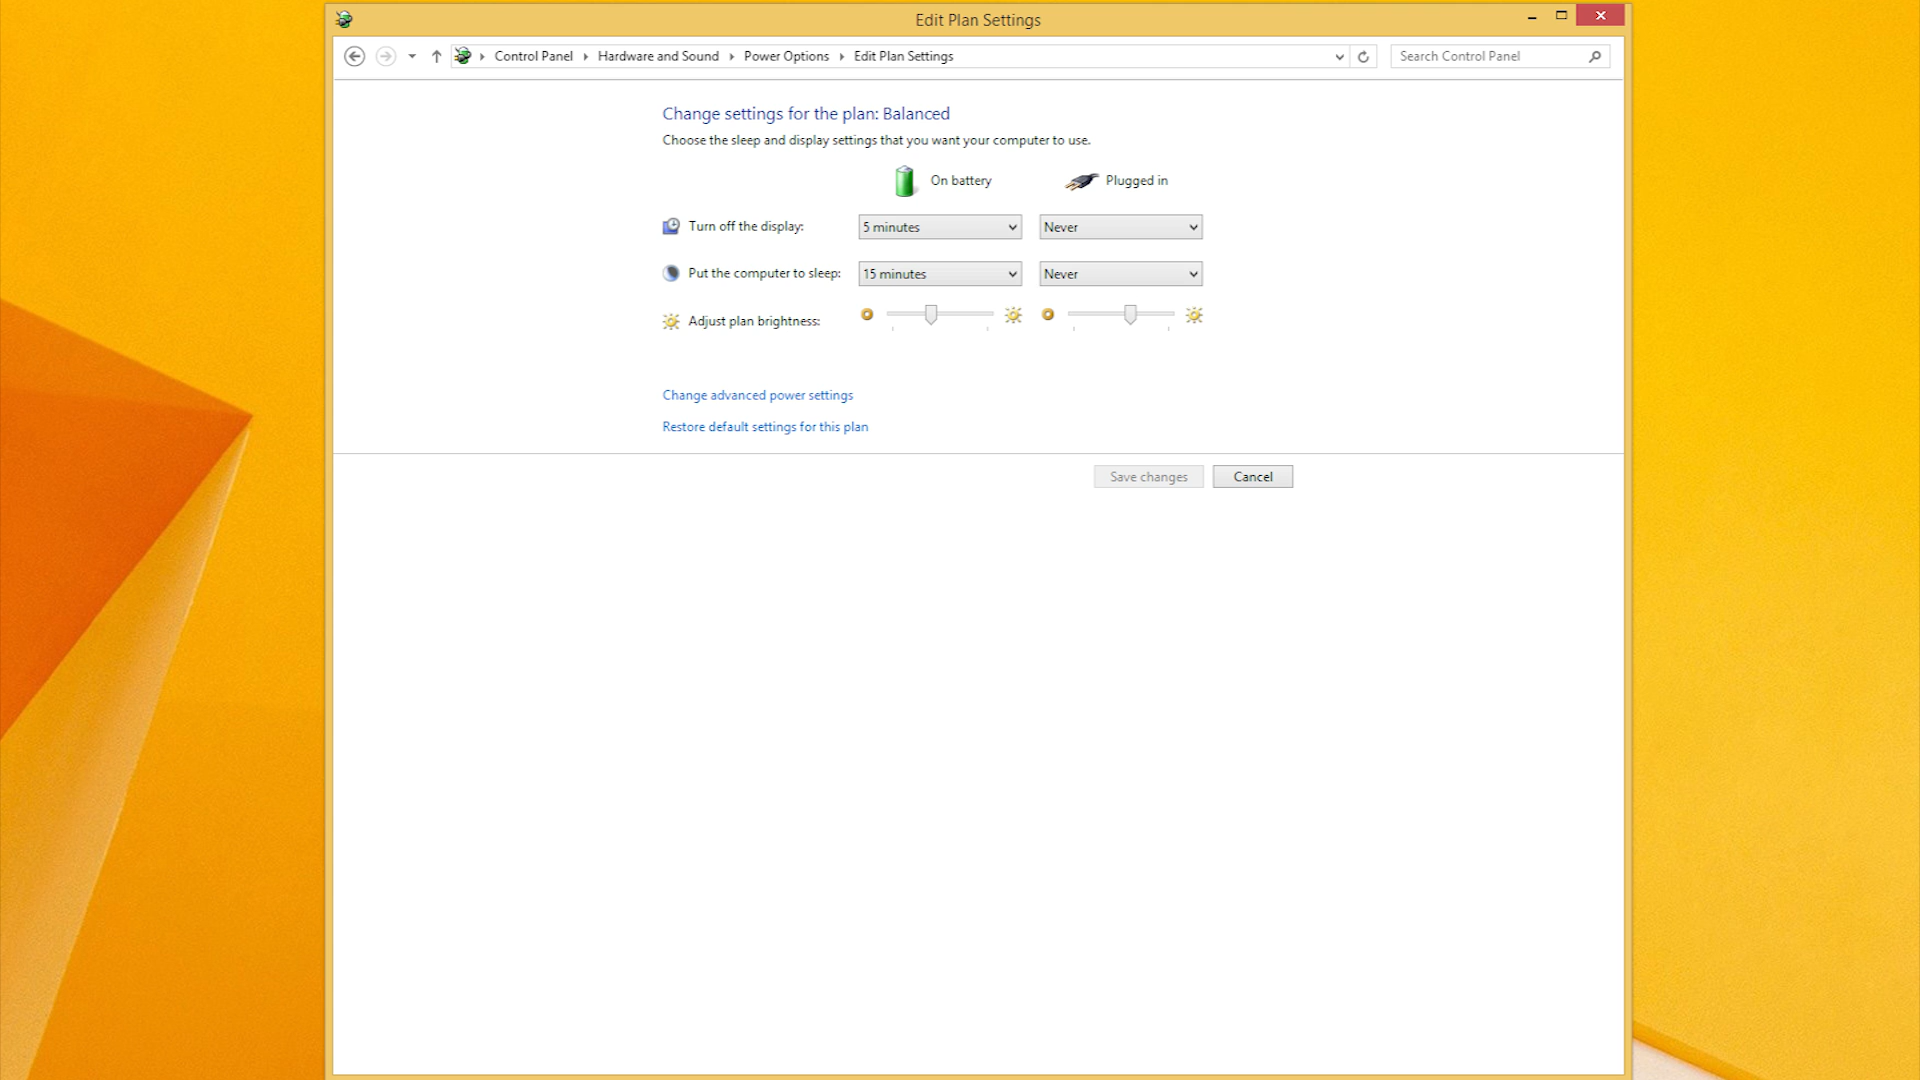 Edit Plan Settings
Control Panel Hardware and Sound Power Options Edit Plan Settings Search Control Panel
Change settings for the plan: Balanced
Choose the sleep and display settings that you want your computer to use.
On battery Plugged in
Turn off the display: 5 minutes Never
Put the computer to sleep: 15 minutes Never
Adjust plan brightness:
Change advanced power settings
Restore default settings for this plan
Save changes Cancel